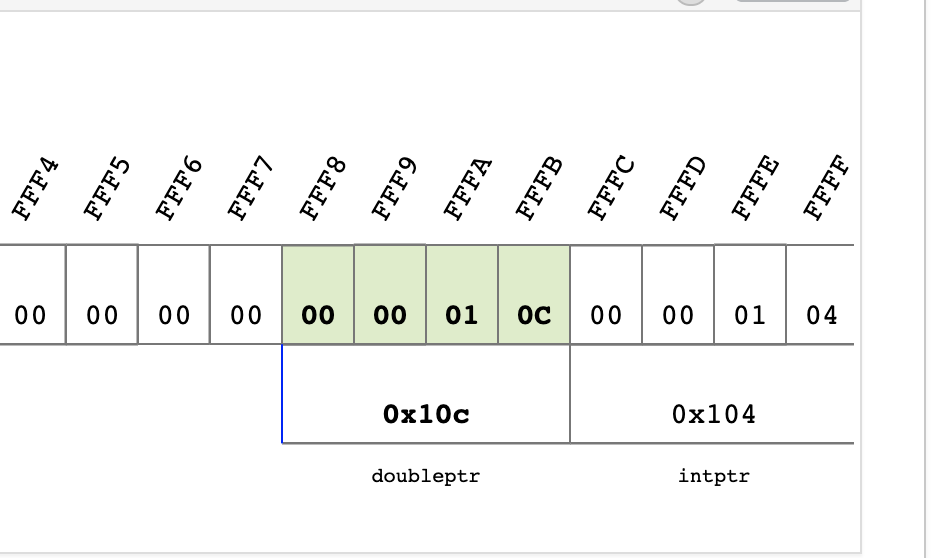 FFF4 FFF5 FFF6 FFF7 FFF8 FFF9 FFFA FFFB FFFC FFFD FFFE FFFF
00 00 00 00 00 00 01 0C 00 00 01 04
0x10c 0x104
doubleptr intptr